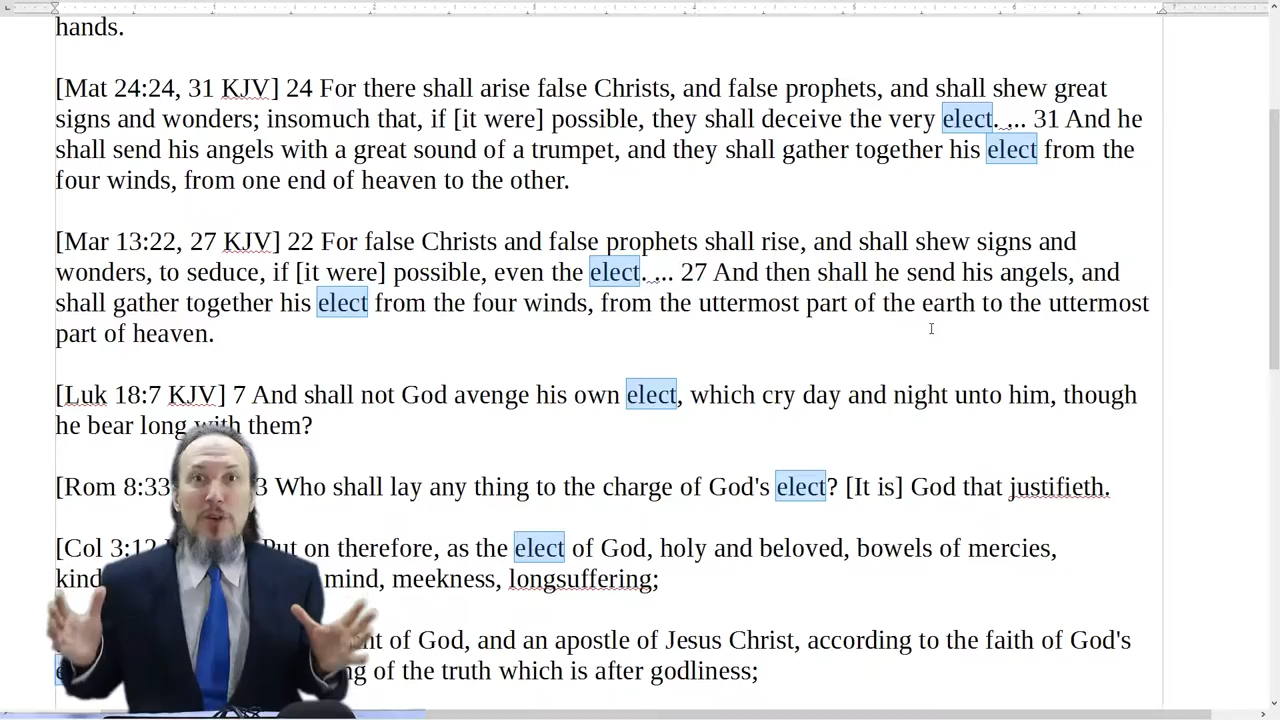 hands.
[Mat 24:24, 31 KJV] 24 For there shall arise false Christs, and false prophets, and shall shew great
signs and wonders; insomuch that, if [it were] possible, they shall deceive the very elect. ... 31 And he
shall send his angels with a great sound of a trumpet, and they shall gather together his elect from the
four winds, from one end of heaven to the other.
[Mar 13:22, 27 KJV] 22 For false Christs and false prophets shall rise, and shall shew signs and
wonders, to seduce, if [it were] possible, even the elect. ... 27 And then shall he send his angels, and
shall gather together his elect from the four winds, from the uttermost part of the earth to the uttermost
part of heaven.
[Luk 18:7 KJV] 7 And shall not God avenge his own elect, which cry day and night unto him, though
he bear long with them?
[Rom 8:33 3 Who shall lay any thing to the charge of God's elect? [It is] God that justifieth.
[Col 3:12 Put on therefore, as the elect of God, holy and beloved, bowels of mercies,
mind, meekness, longsuffering;
of God, and an apostle of Jesus Christ, according to the faith of God's
of the truth which is after godliness;